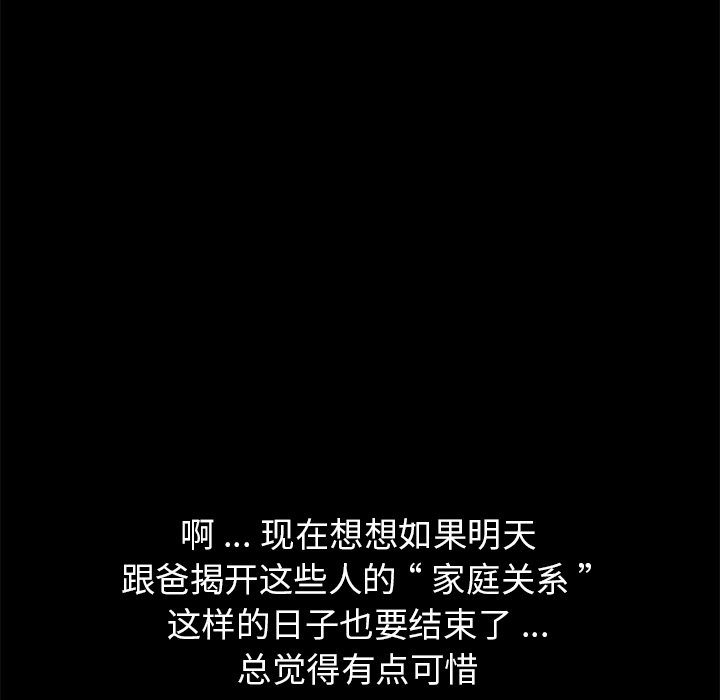 啊 ... 现在想想如果明天
跟爸揭开这些人的 “ 家庭关系 ”
这样的日子也要结束了 ...
总觉得有点可惜